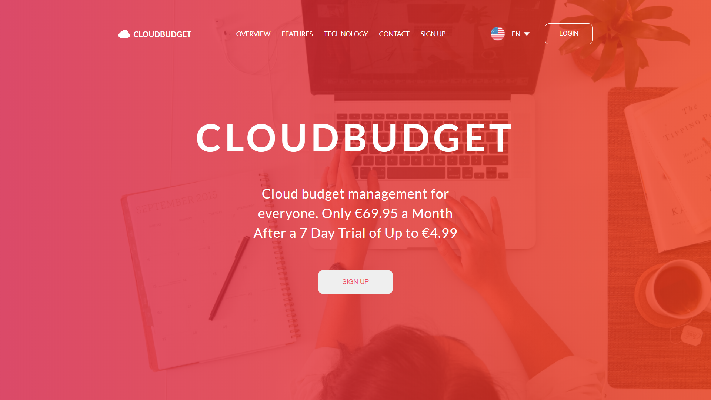 CLOUDBUDGET
OVERVIEW FEATURES TECHNOLOGY CONTACT SIGN UP
EN
LOGIN
CLOUDBUDGET
Cloud budget management for
everyone. Only €69.95 a Month
After a 7 Day Trial of Up to €4.99
SIGN UP